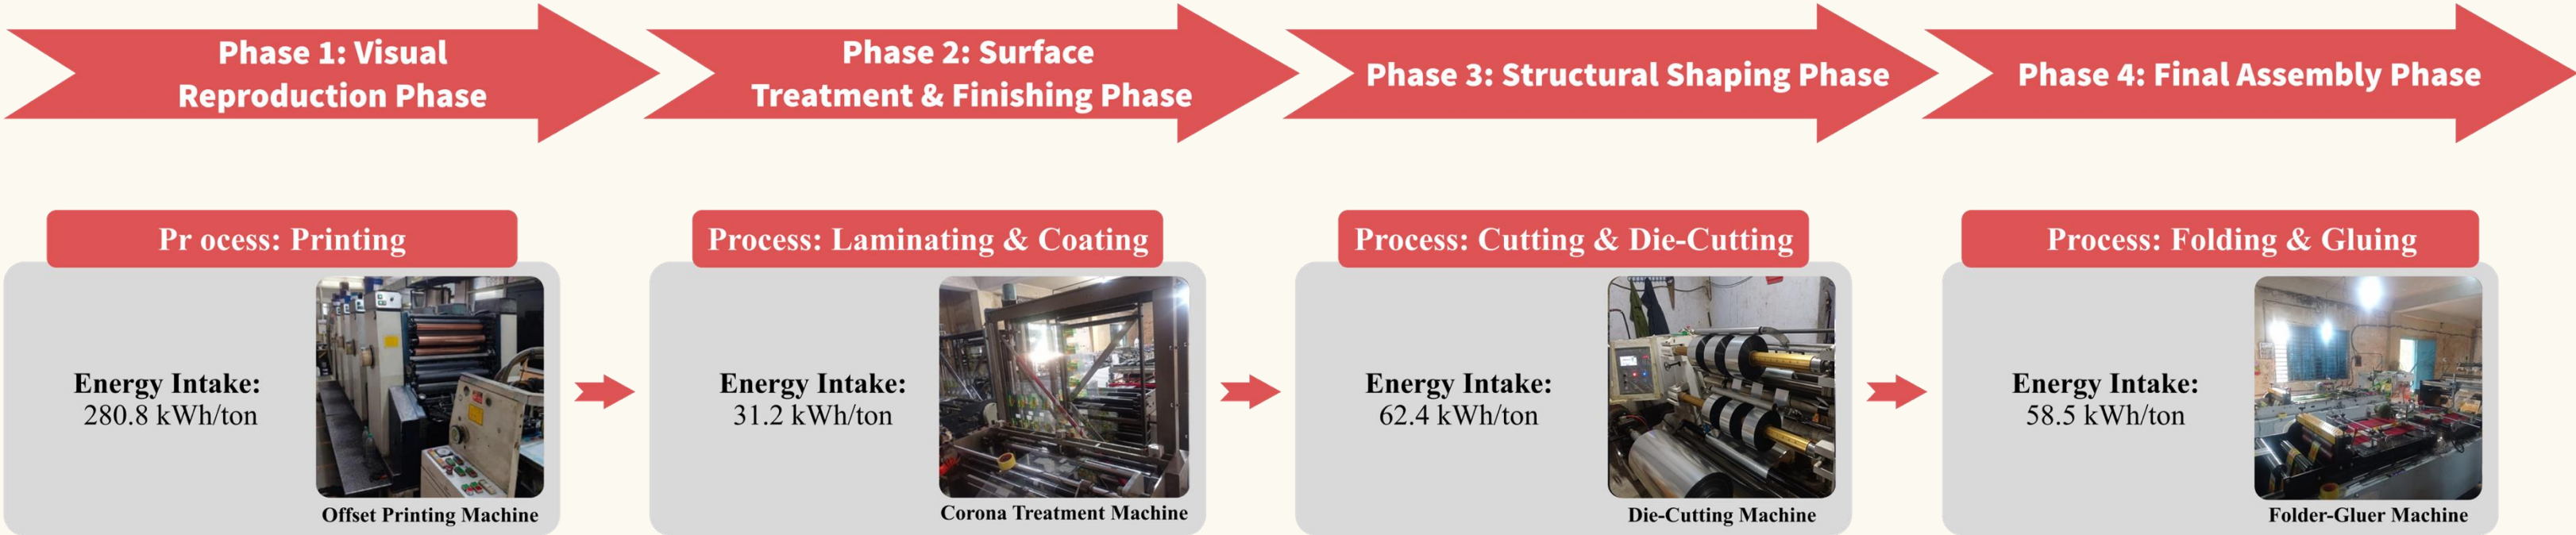 Phase 1: Visual
Reproduction Phase
Phase 2: Surface
Treatment & Finishing Phase
Phase 3: Structural Shaping Phase
Phase 4: Final Assembly Phase
Pr ocess: Printing
Energy Intake:
280.8 kWh/ton
Offset Printing Machine
Process: Laminating & Coating
Energy Intake:
31.2 kWh/ton
Corona Treatment Machine
Process: Cutting & Die-Cutting
Energy Intake:
62.4 kWh/ton
Die-Cutting Machine
Process: Folding & Gluing
Energy Intake:
58.5 kWh/ton
Folder-Gluer Machine